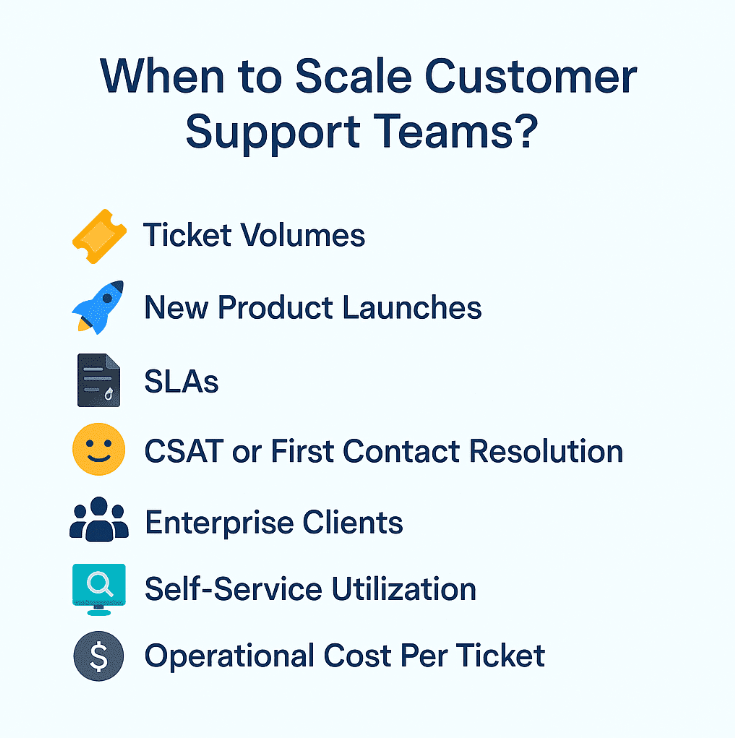 When to Scale Customer
Support Teams?
Ticket Volumes
New Product Launches
SLAs
CSAT or First Contact Resolution
Enterprise Clients
Self-Service Utilization
$
Operational Cost Per Ticket